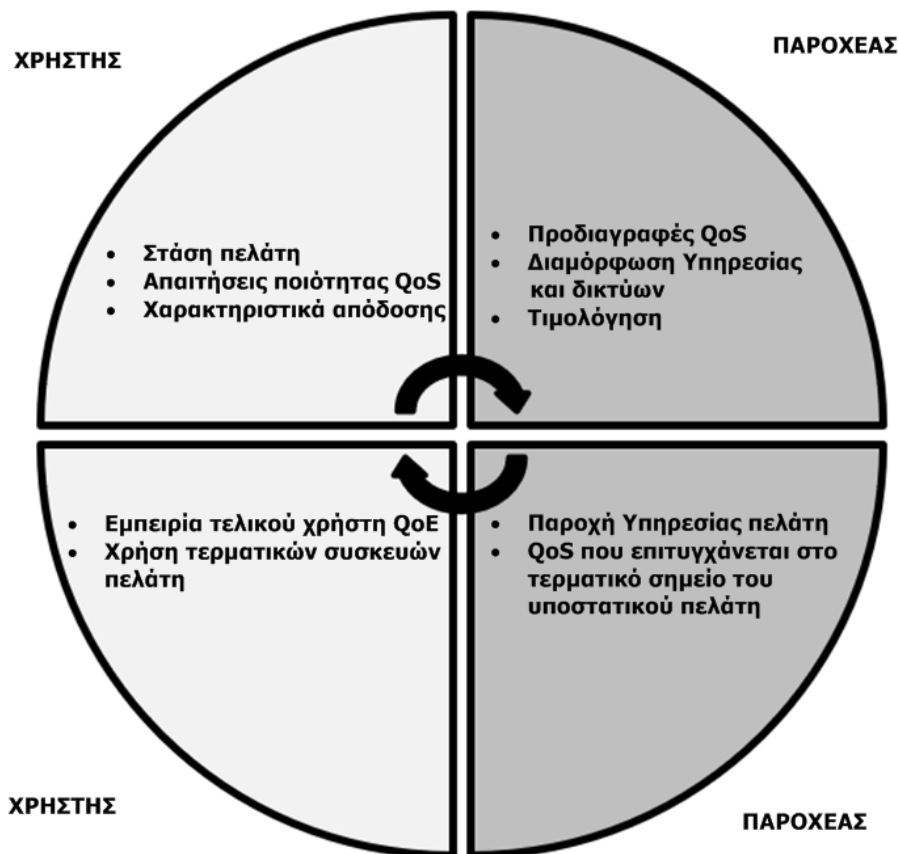 ΧΡΗΣΤΗΣ
ΠΑΡΟΧΕΑΣ
• Στάση πελάτη
• Απαιτήσεις ποιότητας QoS
• Χαρακτηριστικά απόδοσης
• Προδιαγραφές QoS
• Διαμόρφωση Υπηρεσίας
και δικτύων
• Τιμολόγηση
• Εμπειρία τελικού χρήστη QoE
• Χρήση τερματικών συσκευών
πελάτη
• Παροχή Υπηρεσίας πελάτη
• QoS που επιτυγχάνεται στο
τερματικό σημείο του
υποστατικού πελάτη
ΧΡΗΣΤΗΣ
ΠΑΡΟΧΕΑΣ